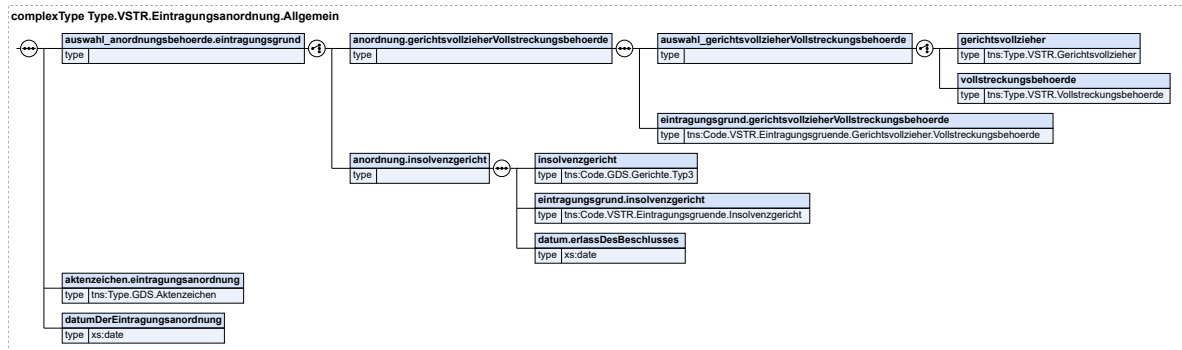 complexType Type.VSTR.Eintragungsanordnung.Allgemein
auswahl_anordnungsbehoerde.eintragungsgrund
type
anordnung.gerichtsvollzieherVollstreckungsbehoerde
type
auswahl_gerichtsvollzieherVollstreckungsbehoerde
type
gerichtsvollzieher
type tns:Type.VSTR.Gerichtsvollzieher
vollstreckungsbehoerde
type tns:Type.VSTR.Vollstreckungsbehoerde
eintragungsgrund.gerichtsvollzieherVollstreckungsbehoerde
type tns:Code.VSTR.Eintragungsgruende.Gerichtsvollzieher.Vollstreckungsbehoerde
anordnung.insolvenzgericht
type
insolvenzgericht
type tns:Code.GDS.Gerichte.Typ3
eintragungsgrund.insolvenzgericht
type tns:Code.VSTR.Eintragungsgruende.Insolvenzgericht
datum.erlassDesBeschlusses
type xs:date
aktenzeichen.eintragungsanordnung
type tns:Type.GDS.Aktenzeichen
datumDerEintragungsanordnung
type xs:date